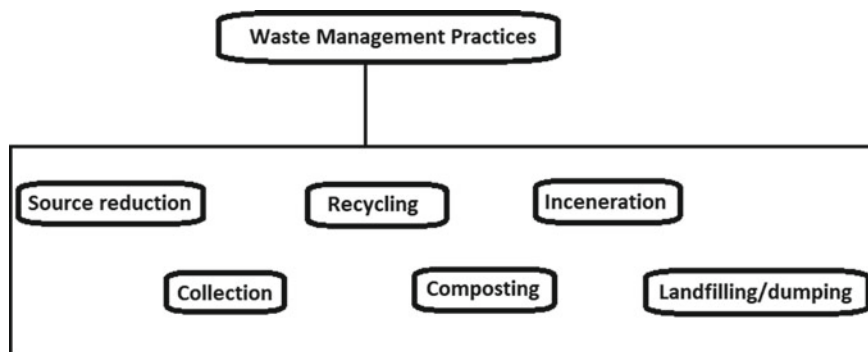 Waste Management Practices
Source reduction
Recycling
Inceneration
Collection
Composting
Landfilling/dumping